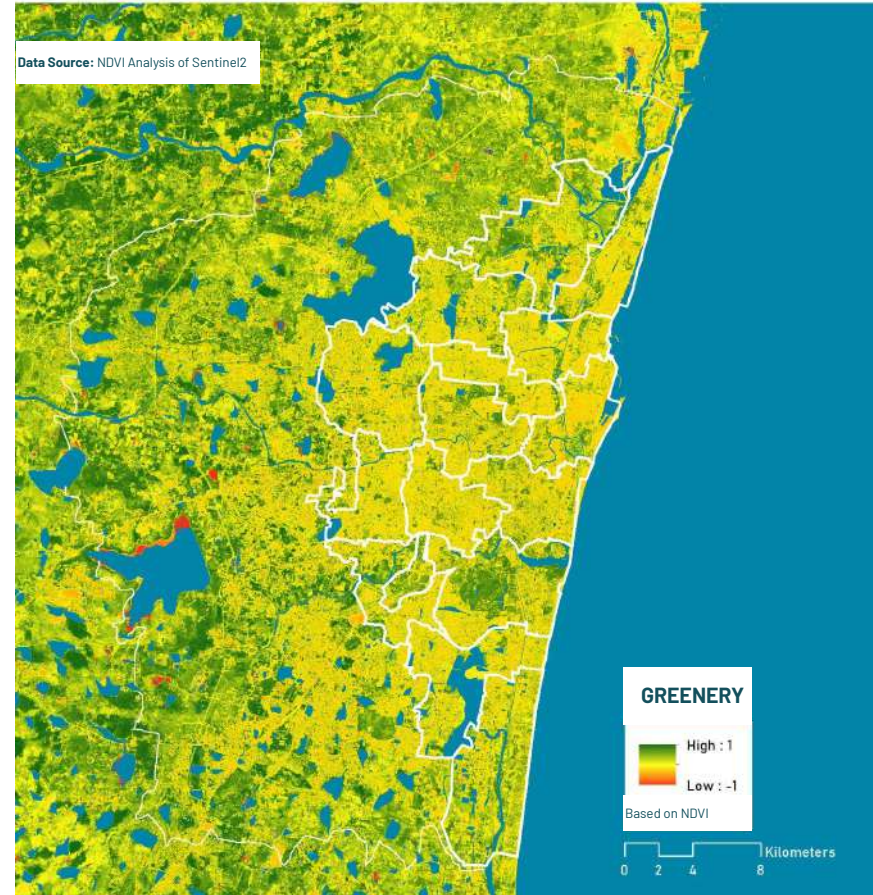 Data Source: NDVI Analysis of Sentinel2
GREENERY
High : 1
Low : -1
Based on NDVI
Kilometers
0 2 4 8